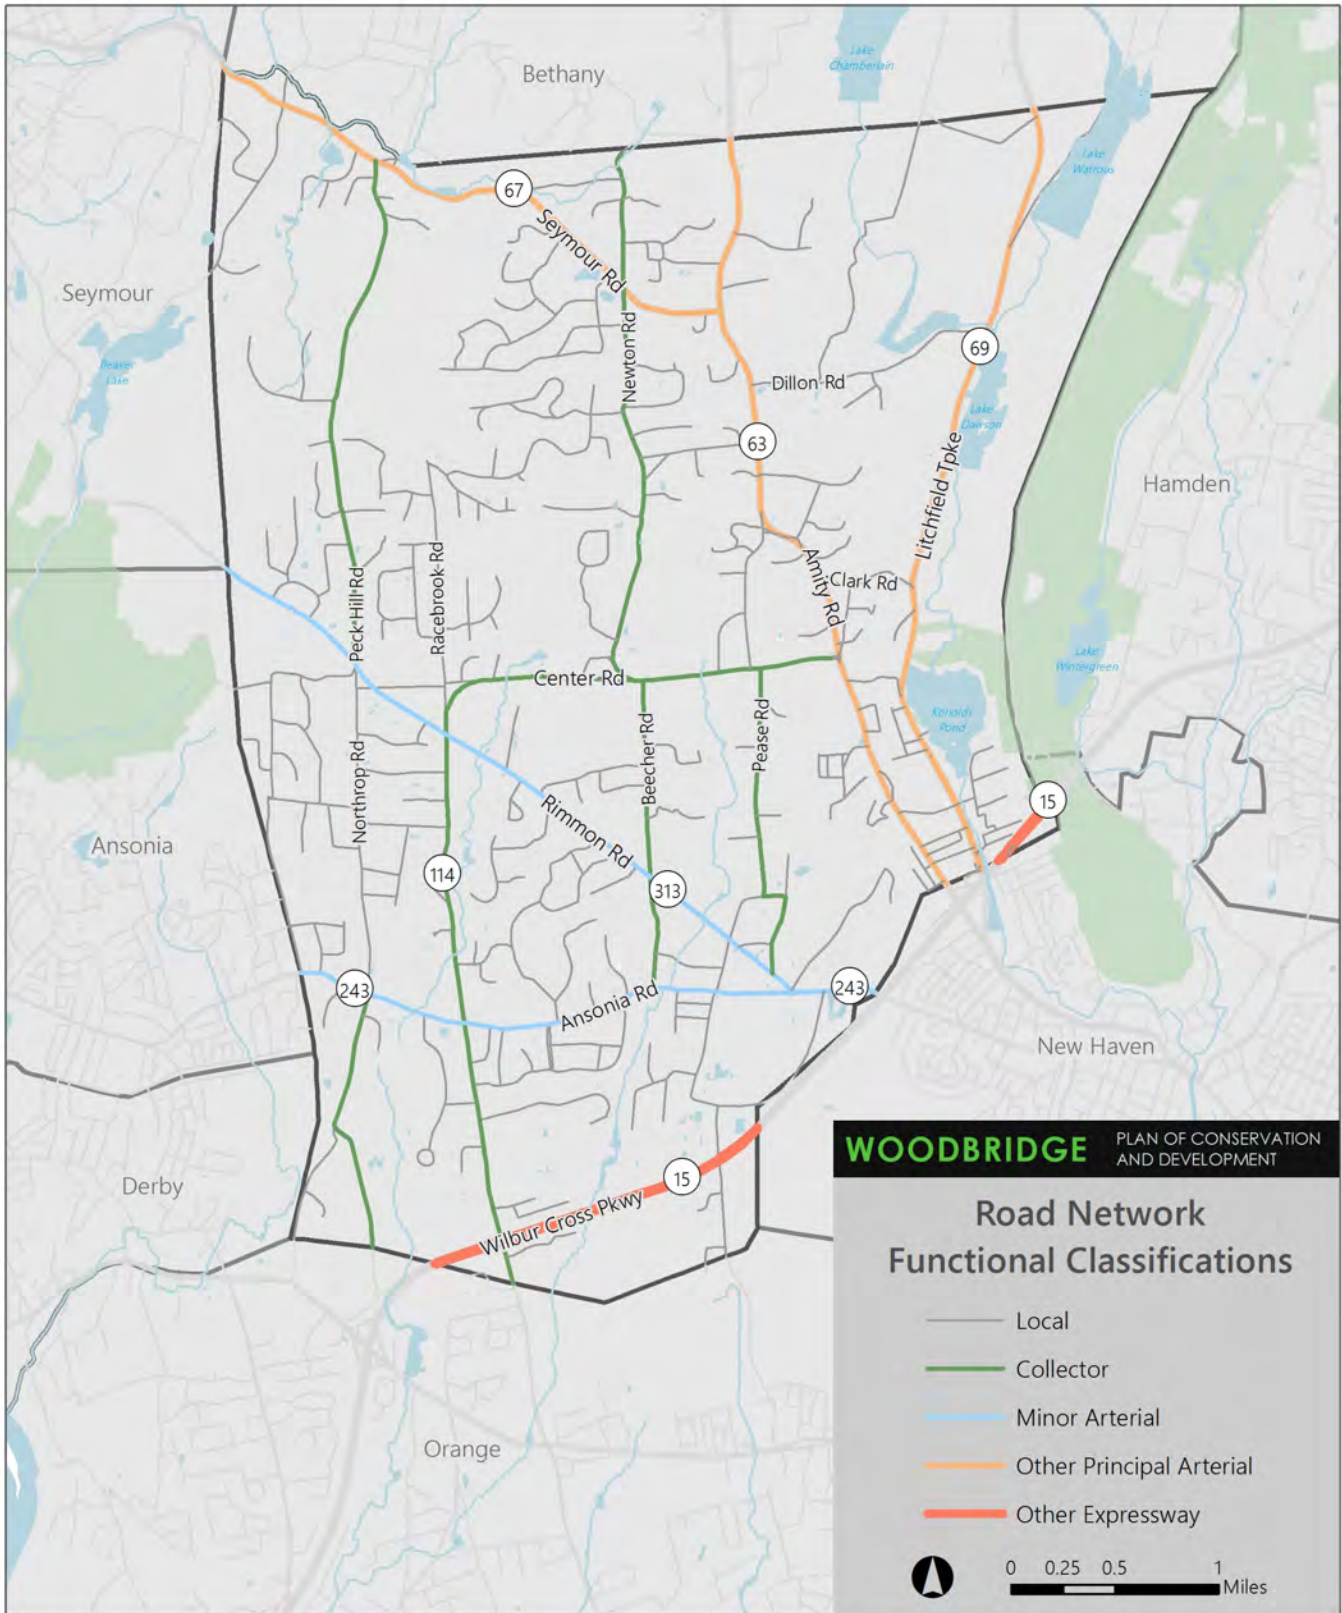 Bethany
Lake
Chamberlain
Lake
Watrous
67
Seymour Rd
Seymour
Newton Rd
69
Beaver
Lake
Dillon Rd
Lake
Dawson
63
Litchfield Tpke
Hamden
Racebrook Rd
Peck Hill Rd
Amity Rd
Clark Rd
Lake
Wintergreen
Center Rd
Konolds
Pond
Beecher Rd
Pease Rd
Northrop Rd
15
Rimmon Rd
Ansonia
114
313
243
Ansonia Rd
243
New Haven
WOODBRIDGE
PLAN OF CONSERVATION
AND DEVELOPMENT
Derby
15
Wilbur Cross Pkwy
Road Network
Functional Classifications
Local
Collector
Minor Arterial
Orange
Other Principal Arterial
Other Expressway
0 0.25 0.5 1
Miles